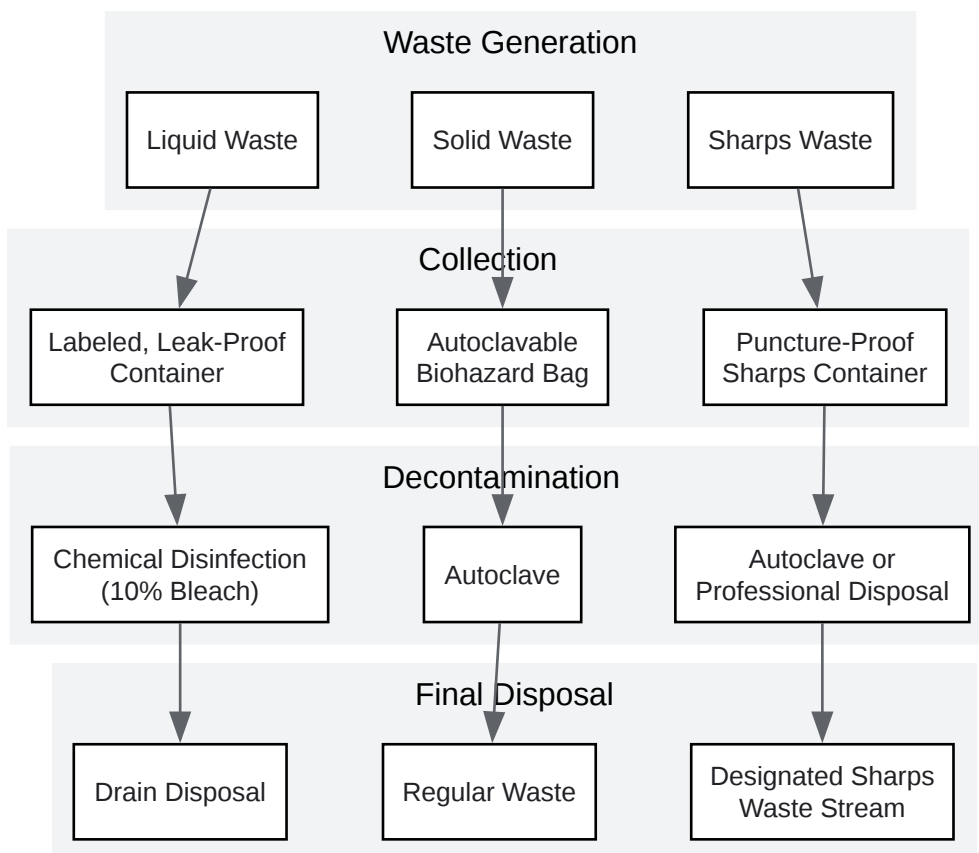 Waste Generation
Liquid Waste
Solid Waste
Sharps Waste
Collection
Labeled, Leak-Proof
Container
Autoclavable
Biohazard Bag
Puncture-Proof
Sharps Container
Decontamination
Chemical Disinfection
(10% Bleach)
Autoclave
Autoclave or
Professional Disposal
Final Disposal
Drain Disposal
Regular Waste
Designated Sharps
Waste Stream